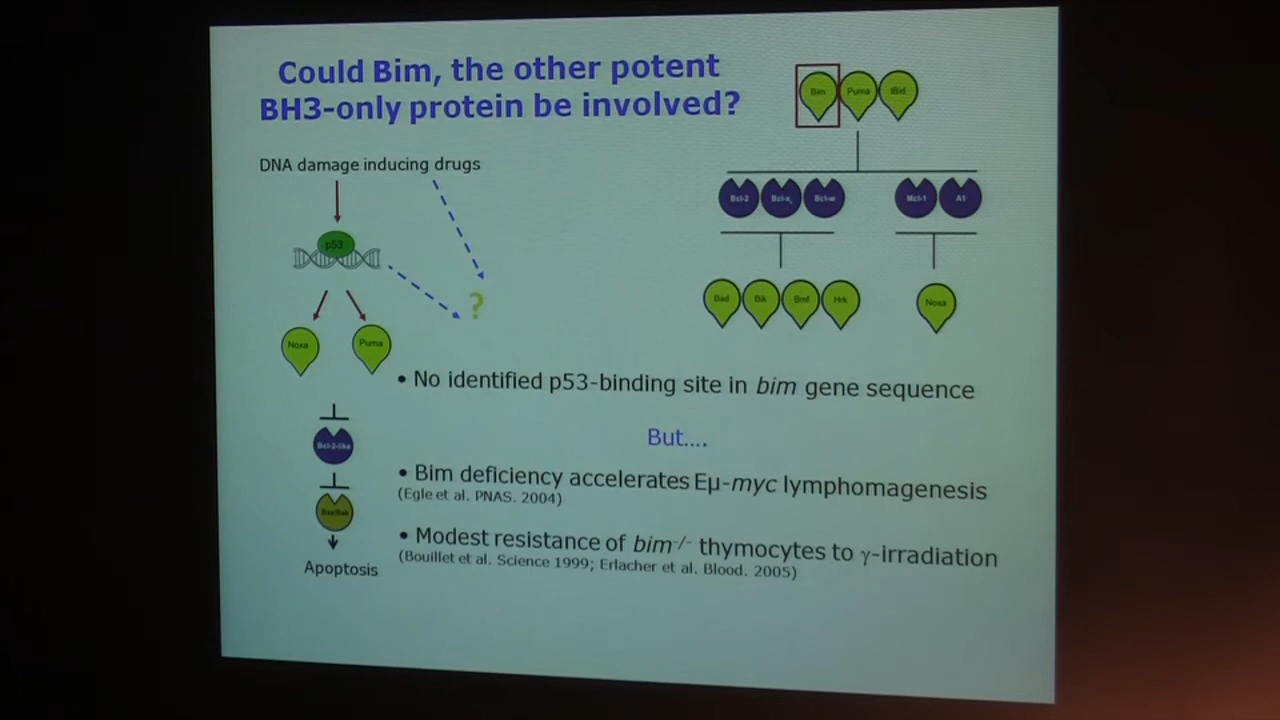 Could Bim, the other potent
BH3-only protein be involved?
Bim
Puma
tBid
DNA damage inducing drugs
Bcl-2
Bcl-xL
Bcl-w
Mcl-1
A1
p53
?
Bad
Bik
Bmf
Hrk
Noxa
Noxa
Puma
• No identified p53-binding site in bim gene sequence
But....
Bcl-2-like
• Bim deficiency accelerates Eµ-myc lymphomagenesis
(Egle et al. PNAS. 2004)
Bax/Bak
• Modest resistance of bim-/- thymocytes to γ-irradiation
(Bouillet et al. Science 1999; Erlacher et al. Blood. 2005)
Apoptosis